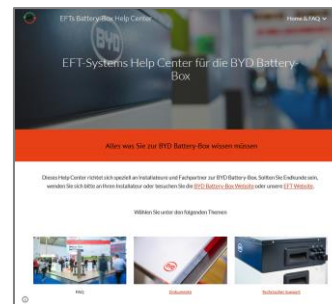 EFTs Battery-Box Help Center
Home & FAQ
BYD
EFT-Systems Help Center für die BYD Battery-
Box
Alles was Sie zur BYD Battery-Box wissen müssen
Dieses Help Center richtet sich speziell an Installateure und Fachpartner zur BYD Battery-Box. Sollten Sie Endkunde sein,
wenden Sie sich bitte an Ihren Installateur oder besuchen Sie die BYD Battery-Box Website oder unsere EFT Website.
Wählen Sie unter den folgenden Themen
FAQ
Dokumente
Technischer Support